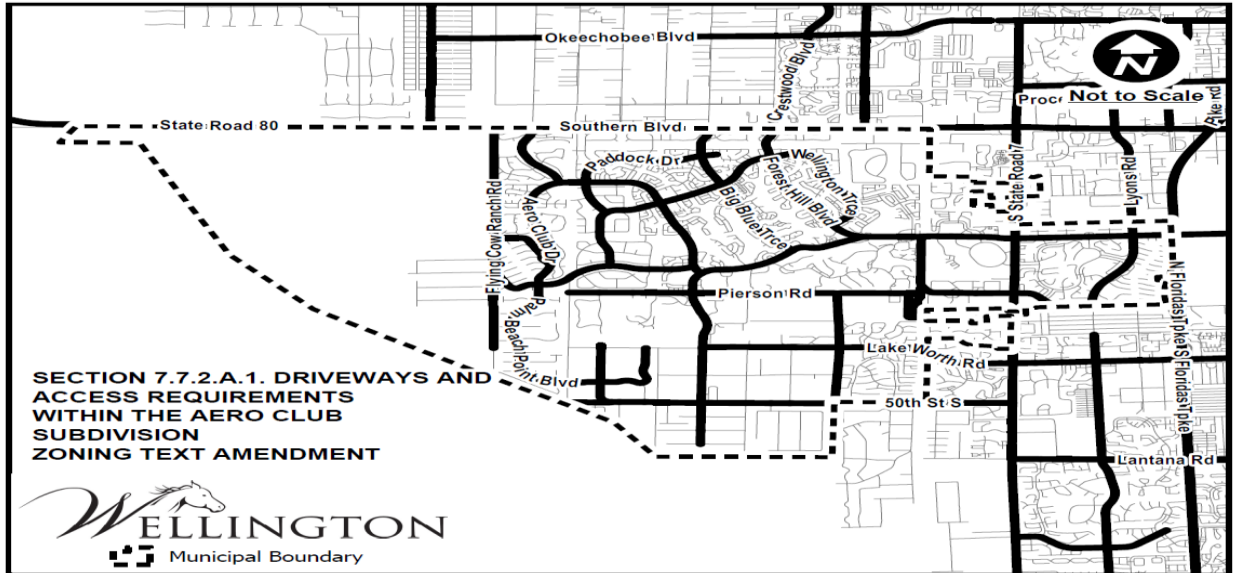 Okeechobee Blvd
Crestwood Blvd
N
Not to Scale
Pike Rd
State Road 80
Southern Blvd
S State Road 7
Lyons Rd
Paddock Dr
Wellington Trce
Forest Hill Blvd
Big Blue Trce
Flying Cow Ranch Rd
Aero Club Dr
Pierson Rd
Palm Beach Point Blvd
Lake Worth Rd
N Floridas Tpke
S Floridas Tpke
50th St S
Lantana Rd
SECTION 7.7.2.A.1. DRIVEWAYS AND
ACCESS REQUIREMENTS
WITHIN THE AERO CLUB
SUBDIVISION
ZONING TEXT AMENDMENT
WELLINGTON
Municipal Boundary